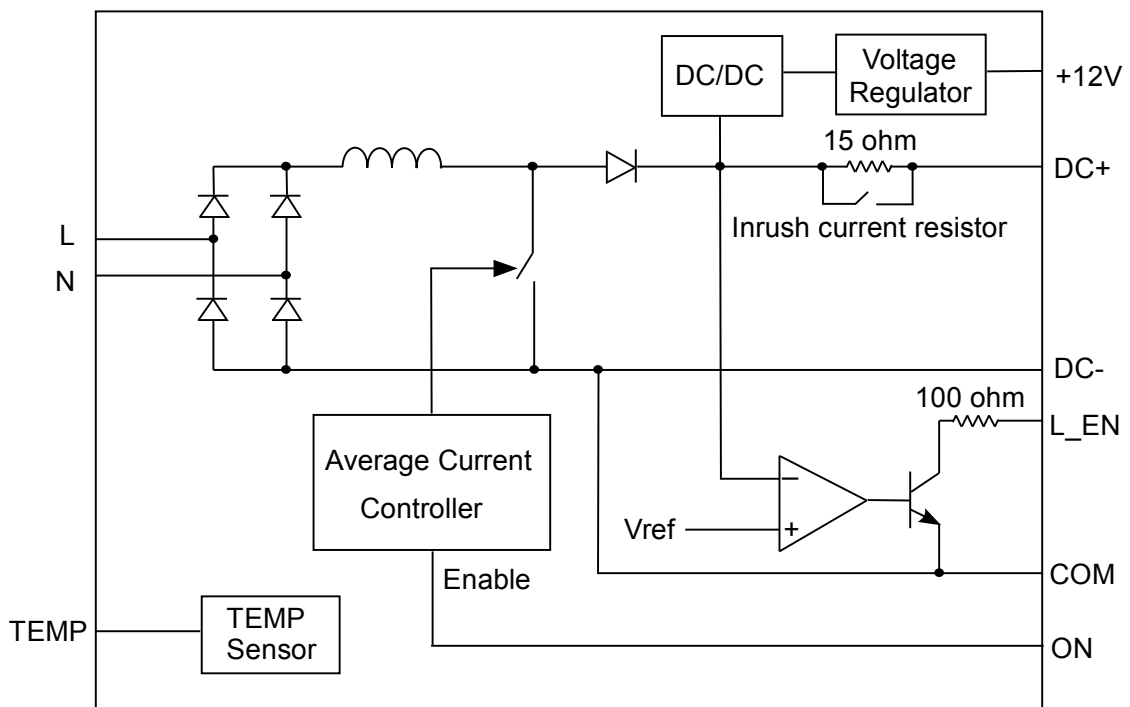 DC/DC
Voltage
Regulator
+12V
15 ohm
DC+
Inrush current resistor
L
N
DC-
100 ohm
L_EN
Average Current
Controller
−
Vref
+
Enable
COM
TEMP
TEMP
Sensor
ON